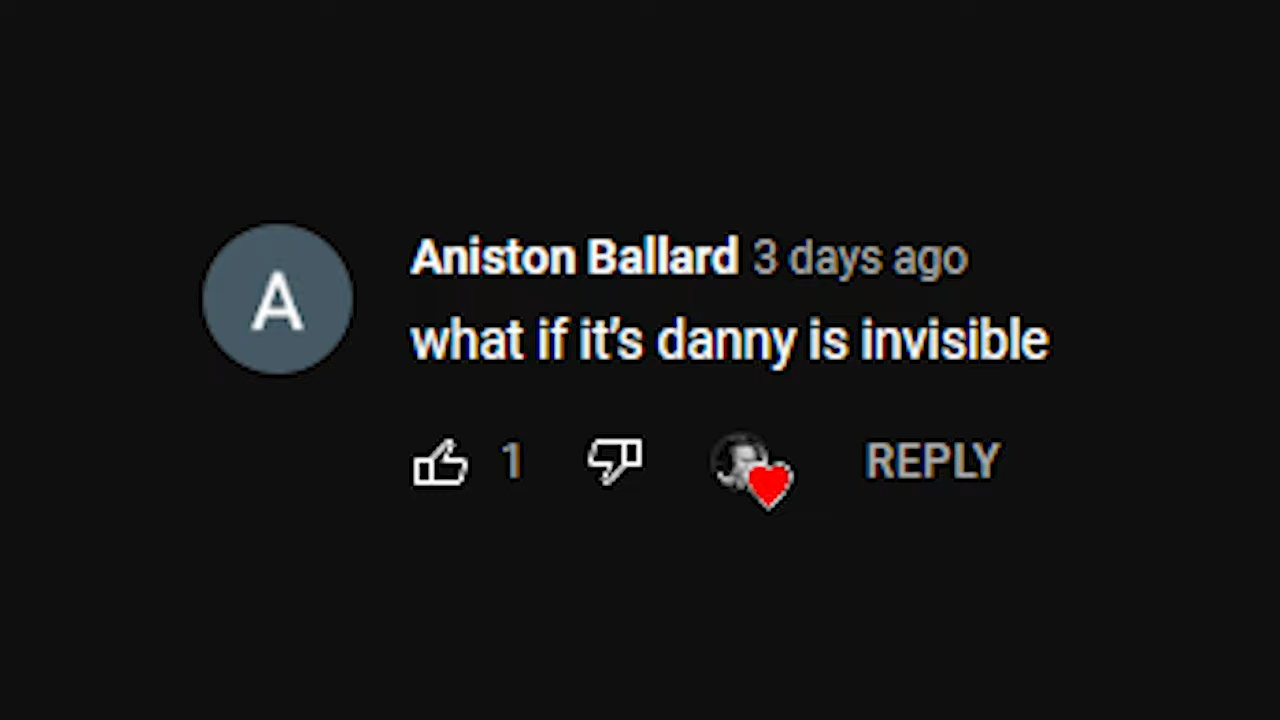 A
Aniston Ballard 3 days ago
what if it's danny is invisible
1 REPLY